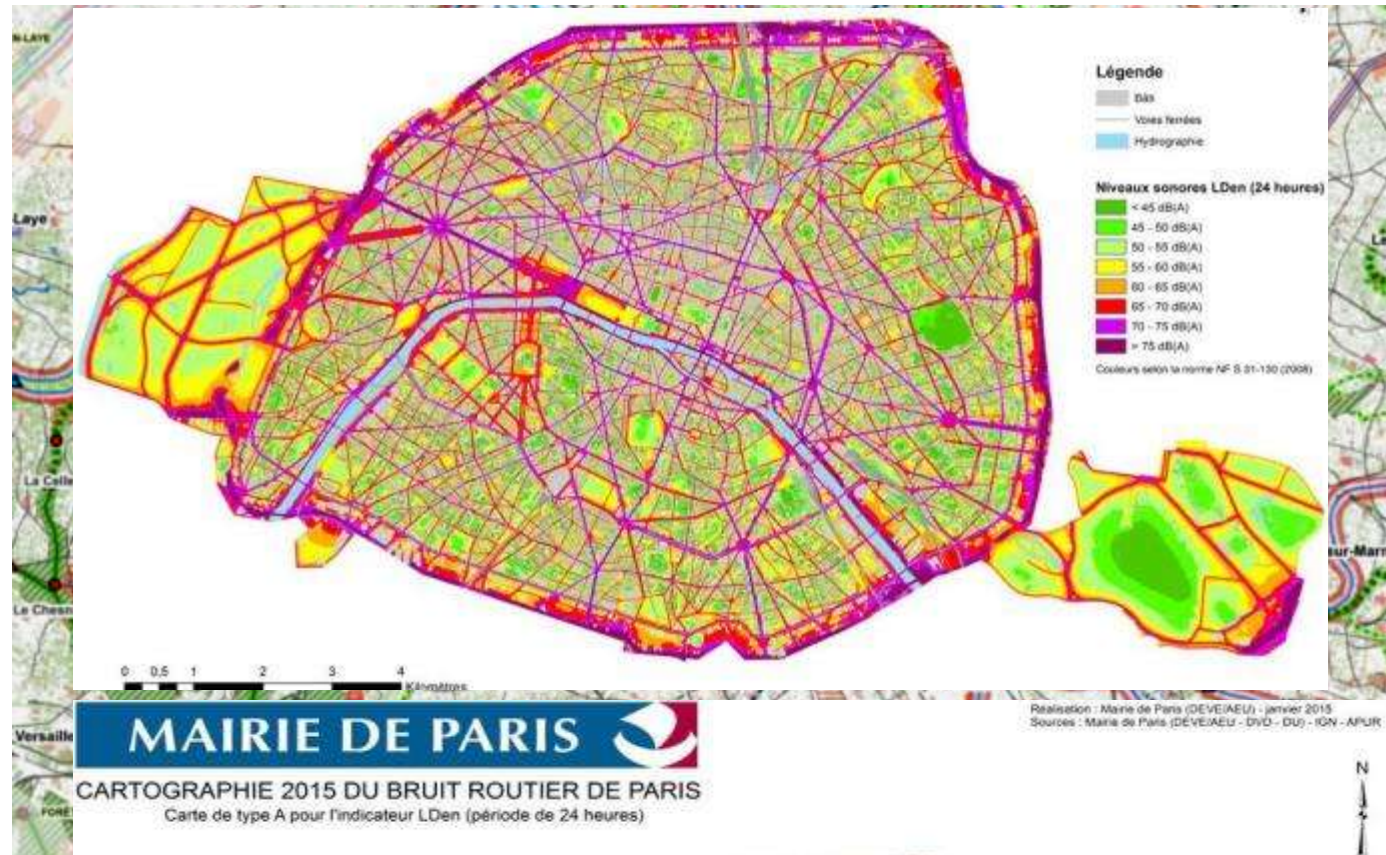 N-LAYE
Légende
Bâti
Voies ferrées
Hydrographie
Niveaux sonores LDen (24 heures)
< 45 dB(A)
45 - 50 dB(A)
50 - 55 dB(A)
55 - 60 dB(A)
60 - 65 dB(A)
65 - 70 dB(A)
70 - 75 dB(A)
> 75 dB(A)
Couleurs selon la norme NF S 31-130 (2008)
Laye
La Celle
sur-Marn
Le Chesn
0 0,5 1 2 3 4
Kilomètres
Versaille
MAIRIE DE PARIS
Réalisation : Mairie de Paris (DEVE/AEU) - janvier 2015
Sources : Mairie de Paris (DEVE/AEU - DVD - DU) - IGN - APUR
CARTOGRAPHIE 2015 DU BRUIT ROUTIER DE PARIS
Carte de type A pour l'indicateur LDen (période de 24 heures)
N
FORE